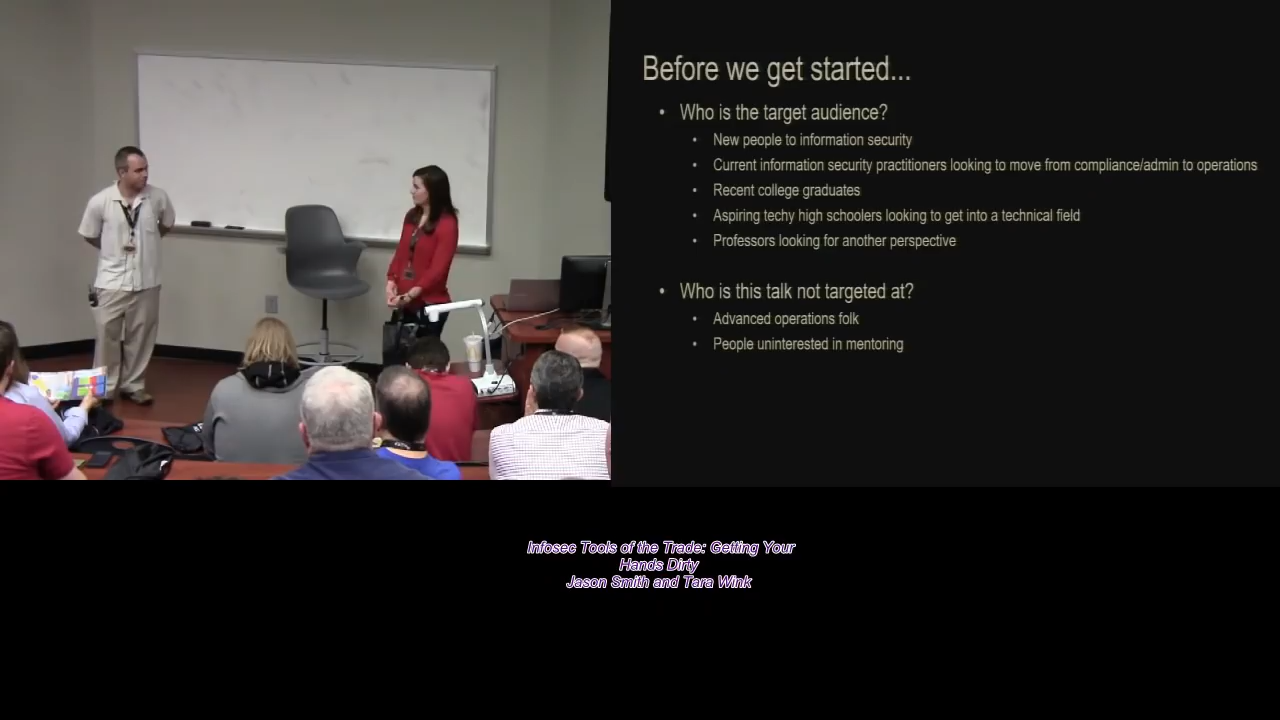 Before we get started...
• Who is the target audience?
• New people to information security
• Current information security practitioners looking to move from compliance/admin to operations
• Recent college graduates
• Aspiring techy high schoolers looking to get into a technical field
• Professors looking for another perspective
• Who is this talk not targeted at?
• Advanced operations folk
• People uninterested in mentoring
Infosec Tools of the Trade: Getting Your
Hands Dirty
Jason Smith and Tara Wink